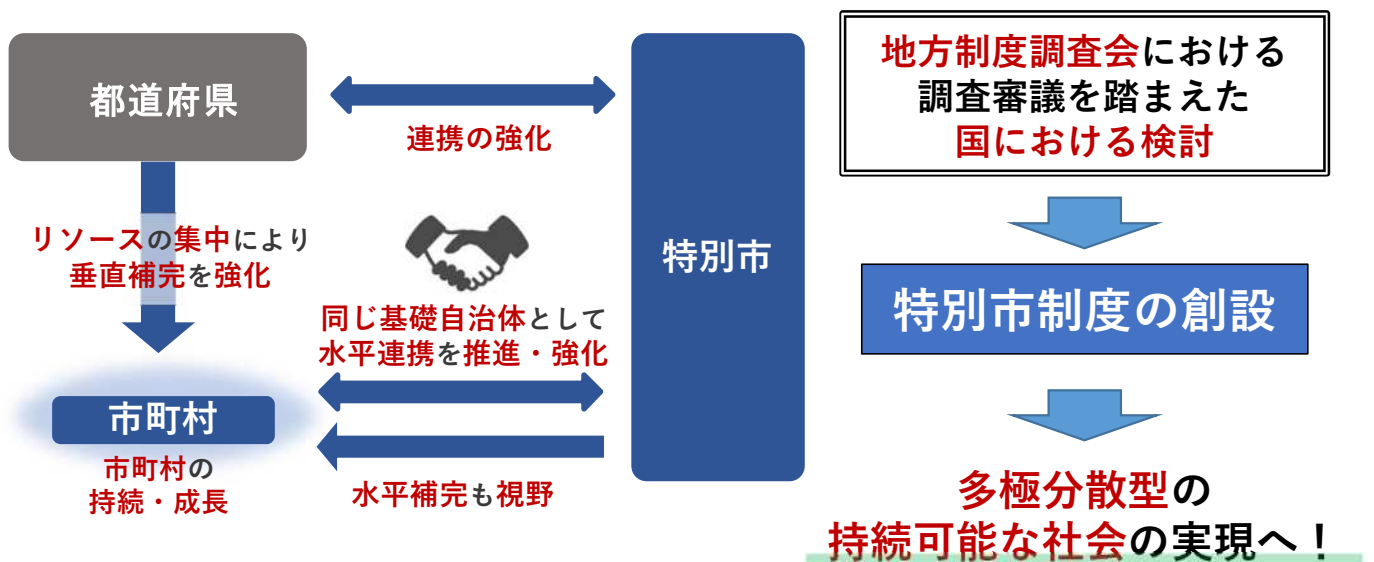 都道府県
連携の強化
リソースの集中により
垂直補完を強化
同じ基礎自治体として
水平連携を推進・強化
市町村
市町村の
持続・成長
水平補完も視野
特別市
地方制度調査会における
調査審議を踏まえた
国における検討
特別市制度の創設
多極分散型の
持続可能な社会の実現へ！